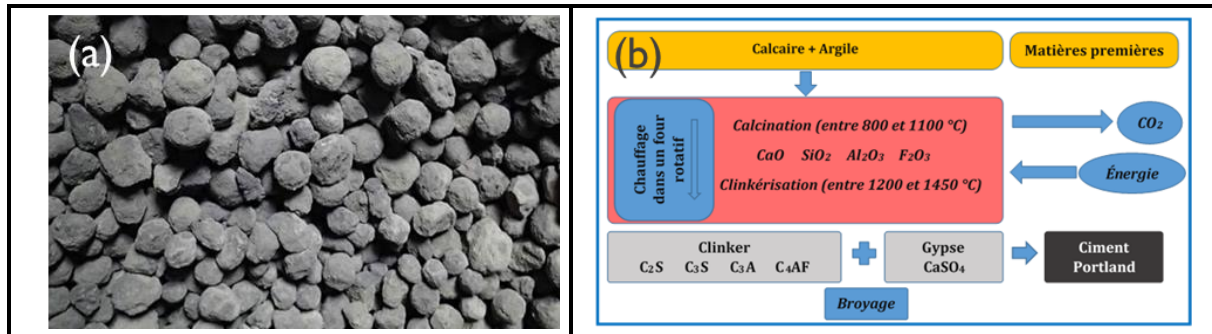 (a)
(b)
Calcaire + Argile
Matières premières
Chauffage
dans un four
rotatif
Calcination (entre 800 et 1100 °C)
CaO SiO₂ Al₂O₃ F₂O₃
Clinkérisation (entre 1200 et 1450 °C)
CO₂
Énergie
Clinker
C₂S C₃S C₃A C₄AF
Gypse
CaSO₄
Ciment
Portland
Broyage